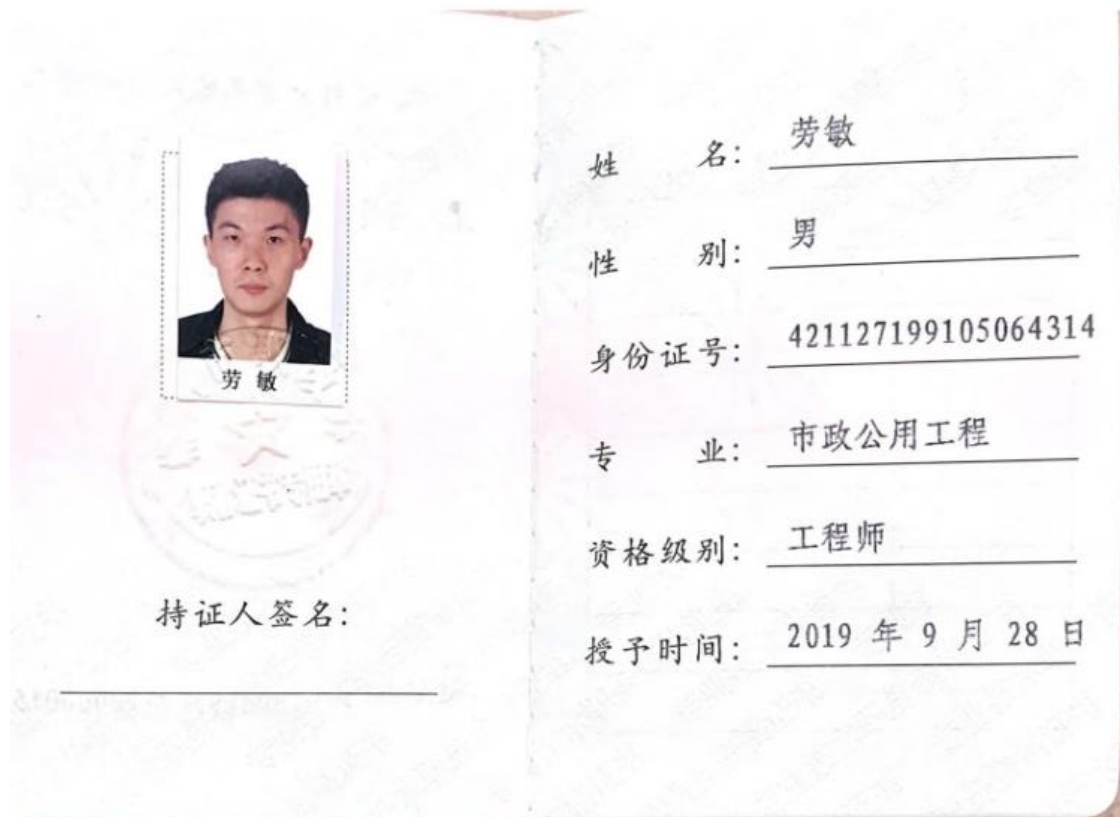 劳敏
持证人签名：
姓名：劳敏
性别：男
身份证号：421127199105064314
专业：市政公用工程
资格级别：工程师
授予时间：2019 年 9 月 28 日